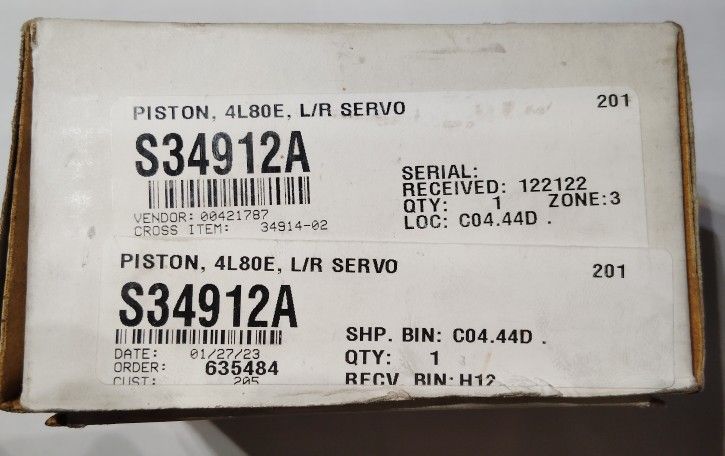 PISTON, 4L80E, L/R SERVO 201
S34912A
SERIAL:
RECEIVED: 122122
QTY: 1 ZONE:3
LOC: C04.44D .
VENDOR: 00421787
CROSS ITEM: 34914-02
PISTON, 4L80E, L/R SERVO 201
S34912A
SHP. BIN: C04.44D .
DATE: 01/27/23
QTY: 1
ORDER: 635484
CUST: 205
RECV. BIN: H12